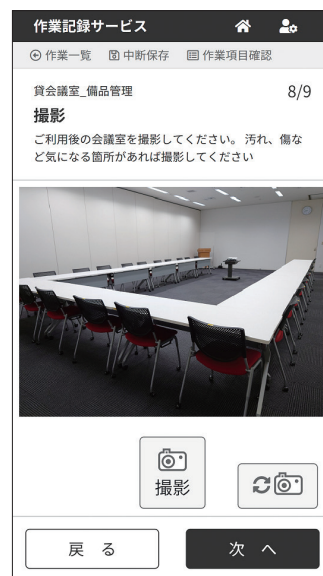 作業記録サービス
作業一覧 中断保存 作業項目確認
貸会議室_備品管理 8/9
撮影
ご利用後の会議室を撮影してください。 汚れ、傷な
ど気になる箇所があれば撮影してください
撮影
戻 る 次 へ